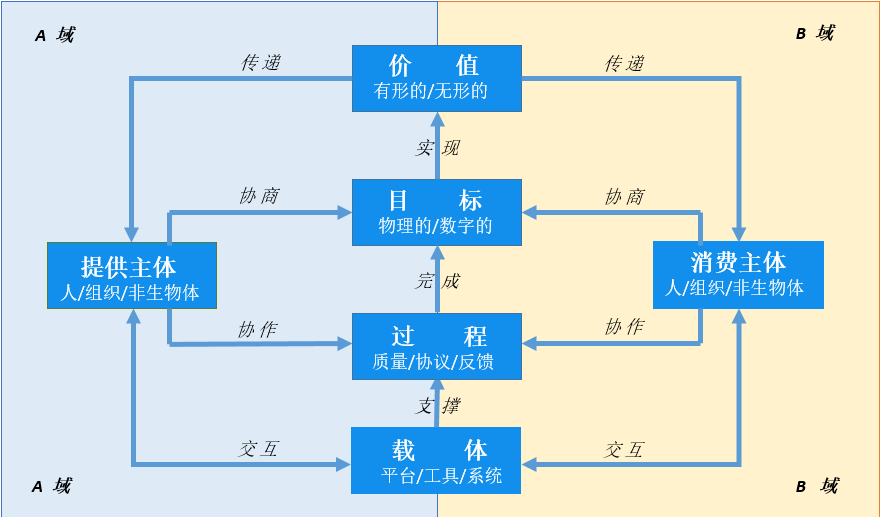 A 域
B 域
传递
价 值
有形的/无形的
传递
实现
协商
目 标
物理的/数字的
协商
提供主体
人/组织/非生物体
消费主体
人/组织/非生物体
完成
协作
过 程
质量/协议/反馈
协作
支撑
交互
载 体
平台/工具/系统
交互
A 域
B 域